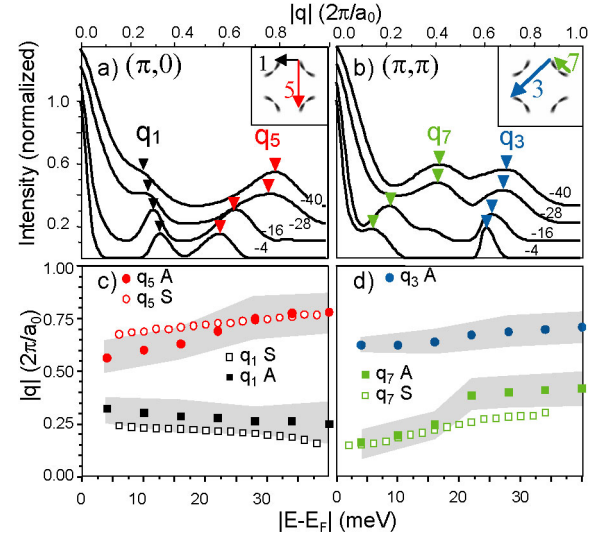 |q| (2π/a₀)
0 0.2 0.4 0.6 0.8 1.0
0.2 0.4 0.6 0.8 1.0
Intensity (normalized)
1.0
0.6
0.2
a) (π,0)
1
5
q₁
q₅
-40
-28
-16
-4
b) (π,π)
7
3
q₇
q₃
-40
-28
-16
-4
|q| (2π/a₀)
1.00
0.75
0.50
0.25
0.00
c)
q₅ A
q₅ S
q₁ S
q₁ A
d)
q₃ A
q₇ A
q₇ S
0 10 20 30
0 10 20 30 40
|E-E_F| (meV)